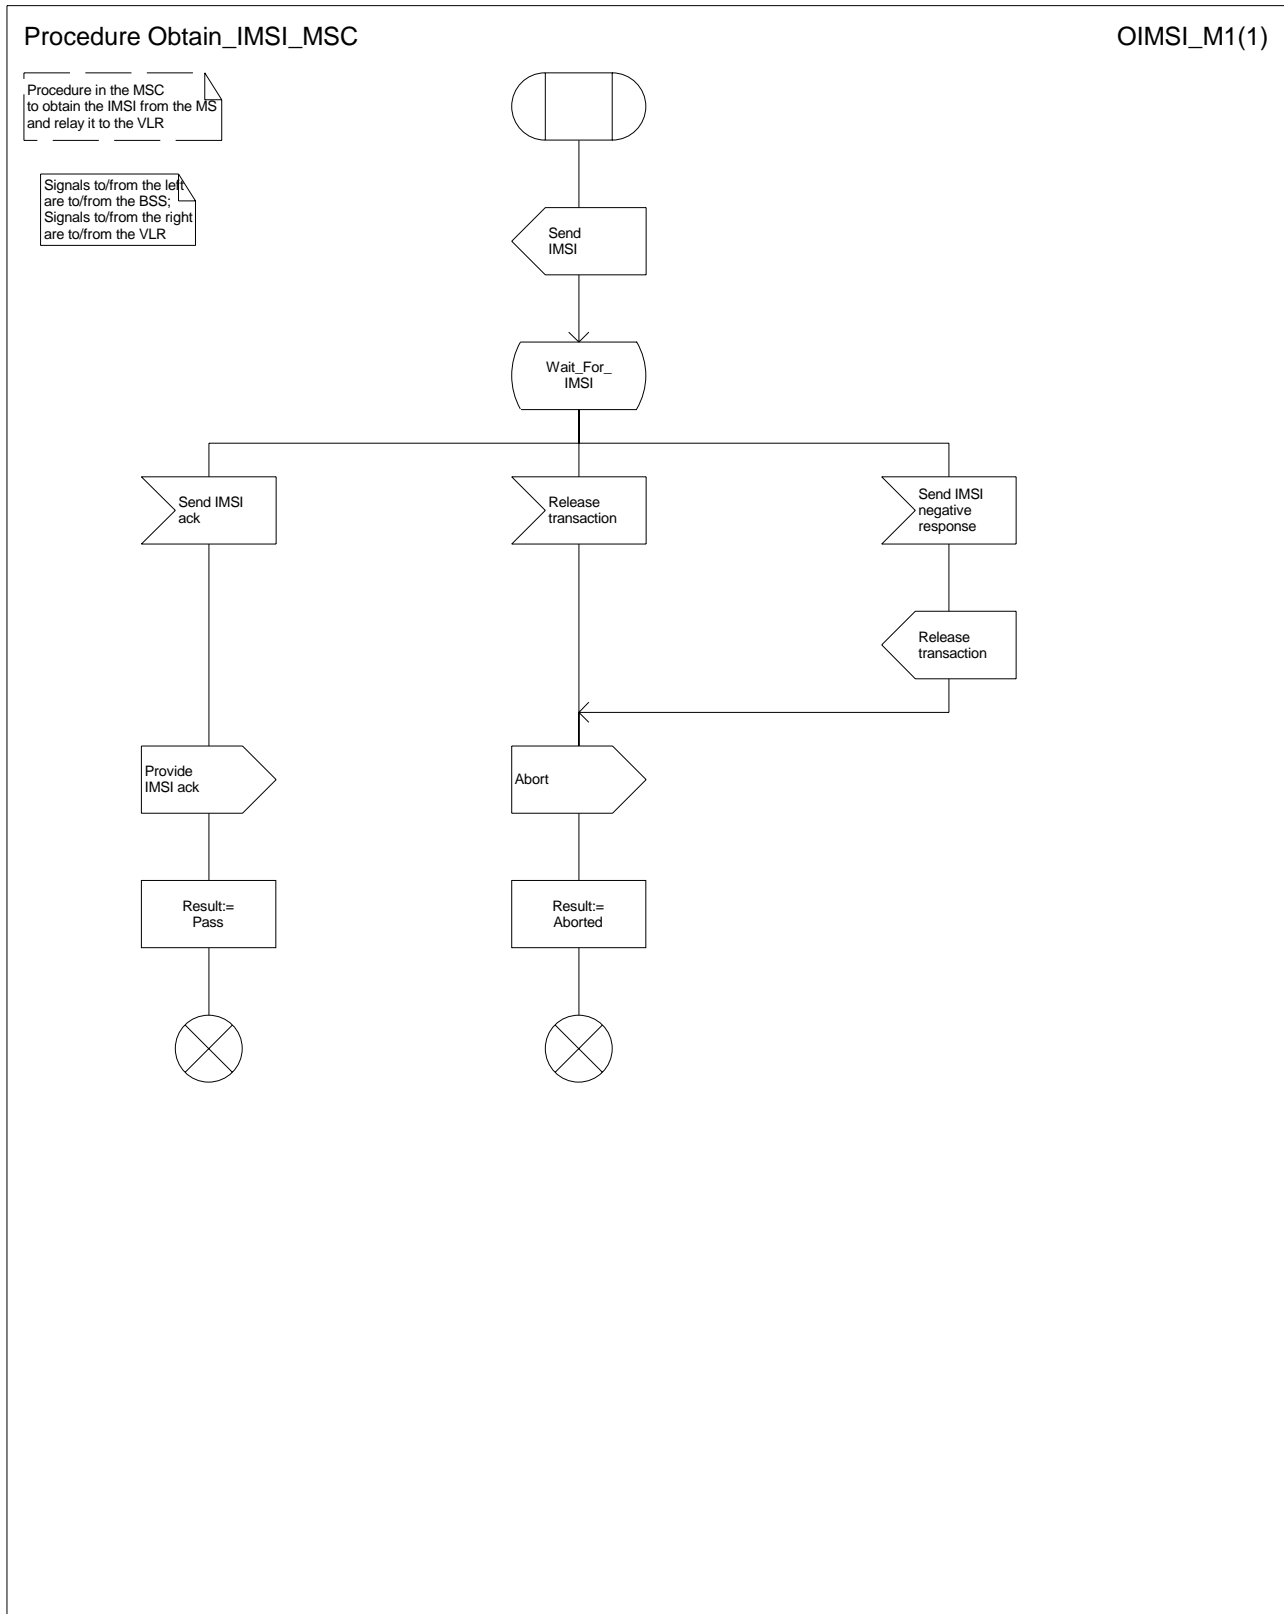 Procedure Obtain_IMSI_MSC
OIMSI_M1(1)
Procedure in the MSC
to obtain the IMSI from the MS
and relay it to the VLR
Signals to/from the left
are to/from the BSS;
Signals to/from the right
are to/from the VLR
Send
IMSI
Wait_For_
IMSI
Send IMSI
ack
Release
transaction
Send IMSI
negative
response
Release
transaction
Provide
IMSI ack
Abort
Result:=
Pass
Result:=
Aborted